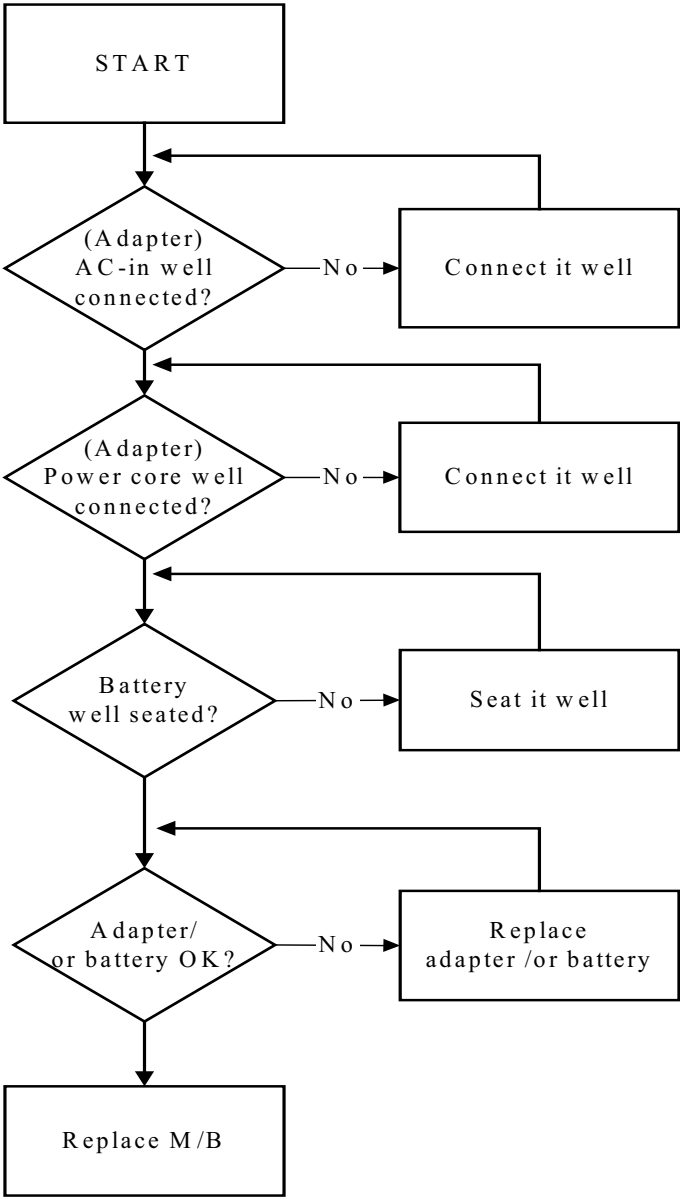 START
(Adapter)
AC-in well
connected?
No
Connect it well
(Adapter)
Power core well
connected?
No
Connect it well
Battery
well seated?
No
Seat it well
Adapter/
or battery OK?
No
Replace
adapter /or battery
Replace M/B